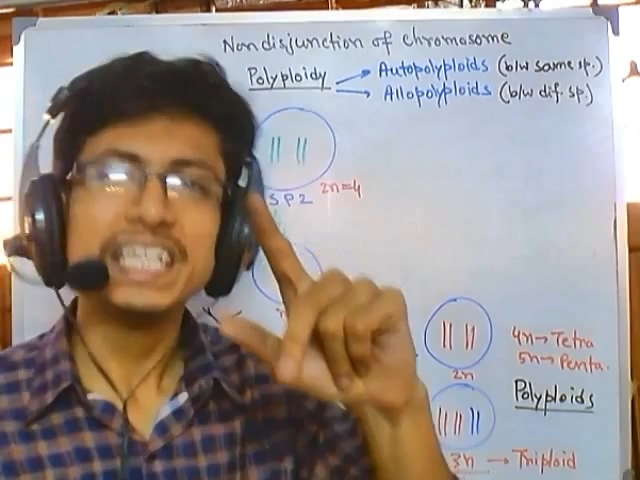 Nondisjunction of chromosome
Polyploidy
Autopolyploids (b/w same sp.)
Allopolyploids (b/w dif. sp.)
SP2
2n=4
2n
4n→Tetra
5n→Penta.
Polyploids
3n → Triploid